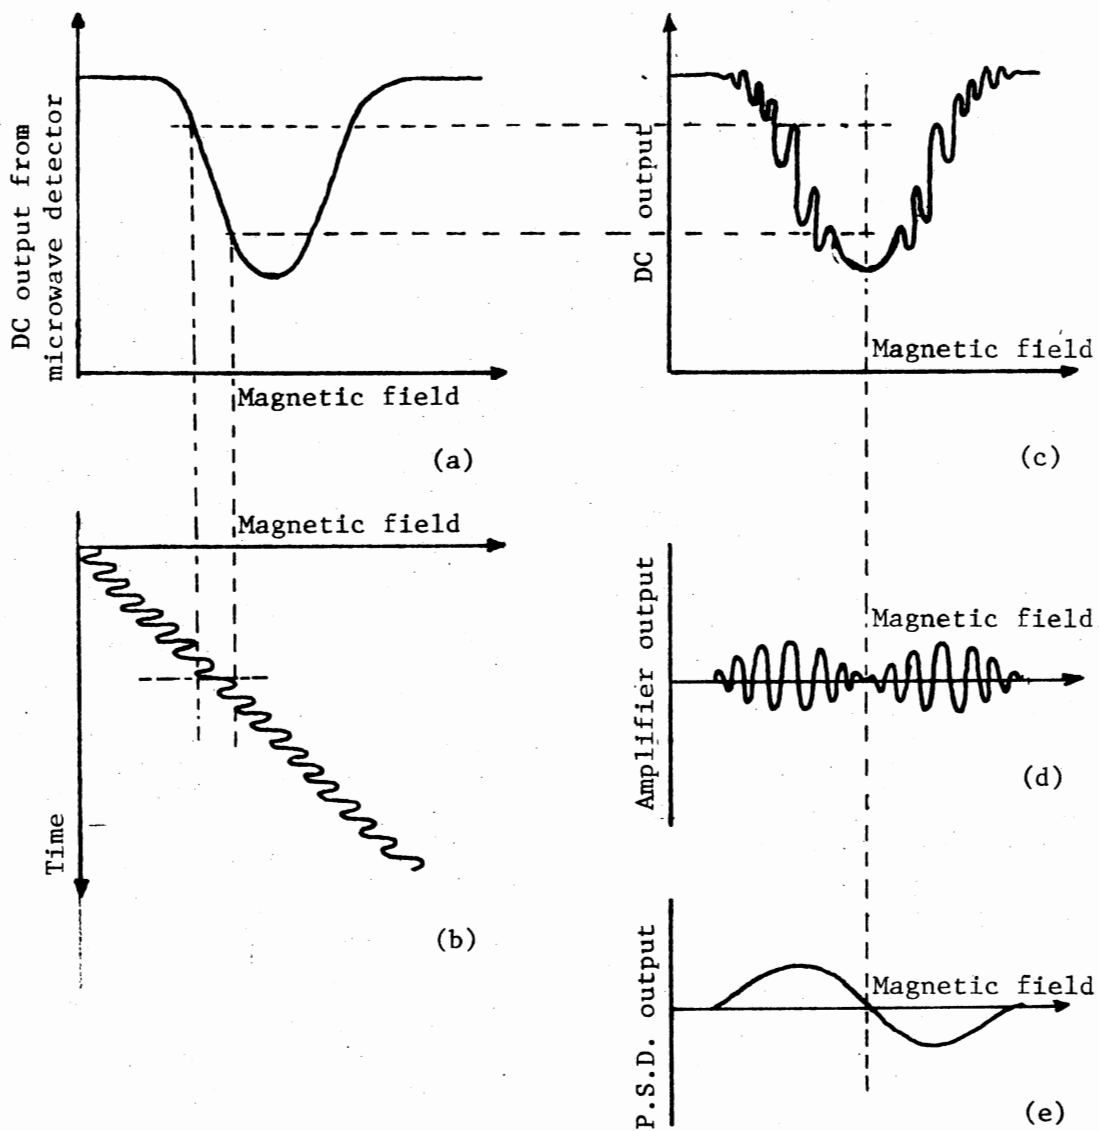 DC output from
microwave detector
Magnetic field
(a)
DC output
Magnetic field
(c)
Magnetic field
Time
(b)
Amplifier output
Magnetic field
(d)
P.S.D. output
Magnetic field
(e)